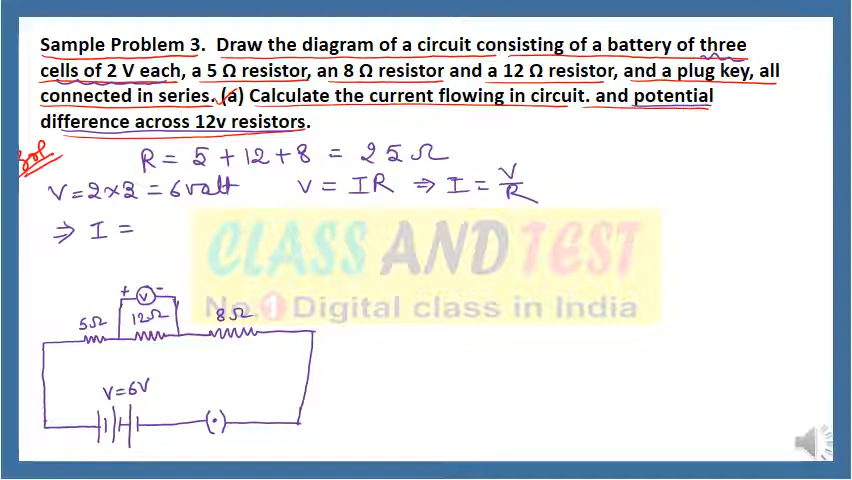 Sample Problem 3. Draw the diagram of a circuit consisting of a battery of three
cells of 2 V each, a 5 Ω resistor, an 8 Ω resistor and a 12 Ω resistor, and a plug key, all
connected in series. (a) Calculate the current flowing in circuit. and potential
difference across 12v resistors.
Sol.
R = 5 + 12 + 8 = 25 Ω
V = 2 × 3 = 6 volt V = IR ⇒ I = V/R
⇒ I =
CLASS AND TEST
No. 1 Digital class in India
+ V -
5Ω 12Ω 8Ω
V = 6V